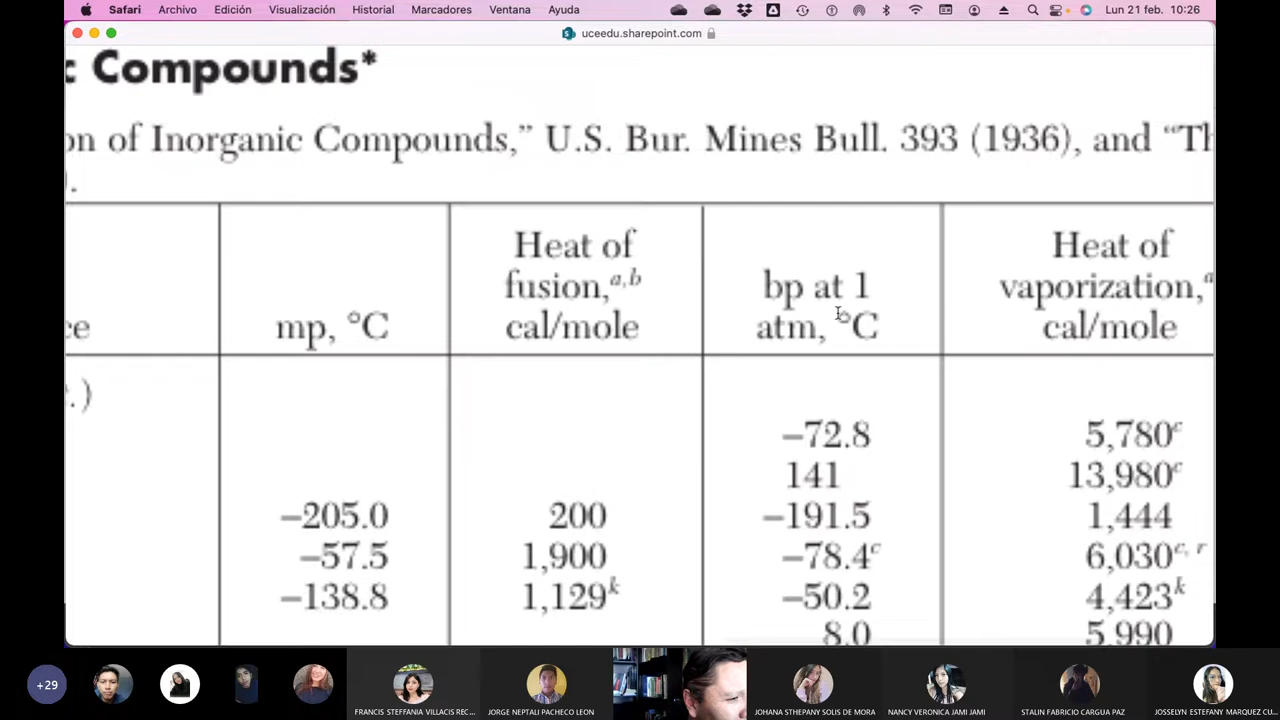 Safari Archivo Edición Visualización Historial Marcadores Ventana Ayuda Lun 21 feb. 10:26
uceedu.sharepoint.com
c Compounds*
on of Inorganic Compounds,” U.S. Bur. Mines Bull. 393 (1936), and “Th
).
ce mp, °C Heat of fusion,a,b cal/mole bp at 1 atm, °C Heat of vaporization,a cal/mole
.)
–72.8 5,780c
141 13,980c
–205.0 200 –191.5 1,444
–57.5 1,900 –78.4c 6,030c, r
–138.8 1,129k –50.2 4,423k
8.0 5,990
+29 FRANCIS STEFFANIA VILLACIS REC... JORGE NEPTALI PACHECO LEON JOHANA STHEPANY SOLIS DE MORA NANCY VERONICA JAMI JAMI STALIN FABRICIO CARGUA PAZ JOSSELYN ESTEFANY MARQUEZ CU...